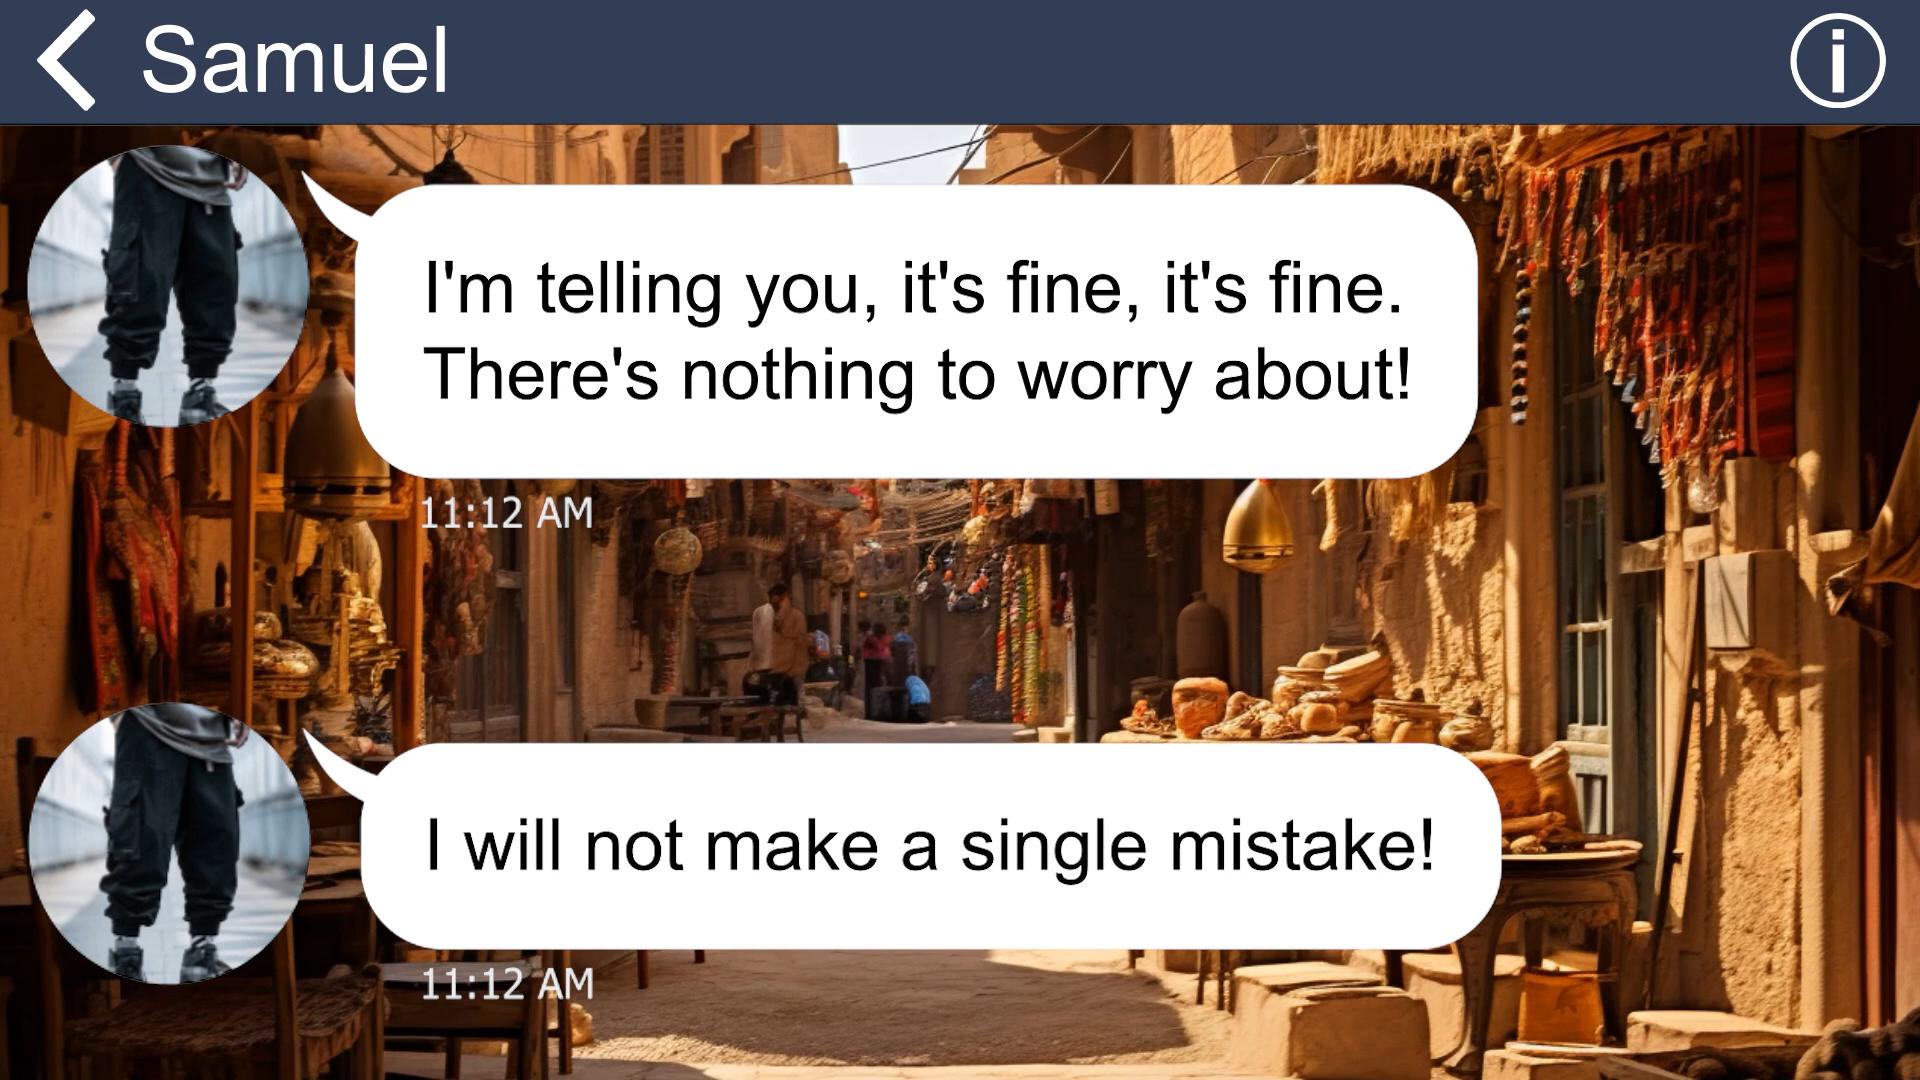 Samuel
I'm telling you, it's fine, it's fine.
There's nothing to worry about!
11:12 AM
I will not make a single mistake!
11:12 AM